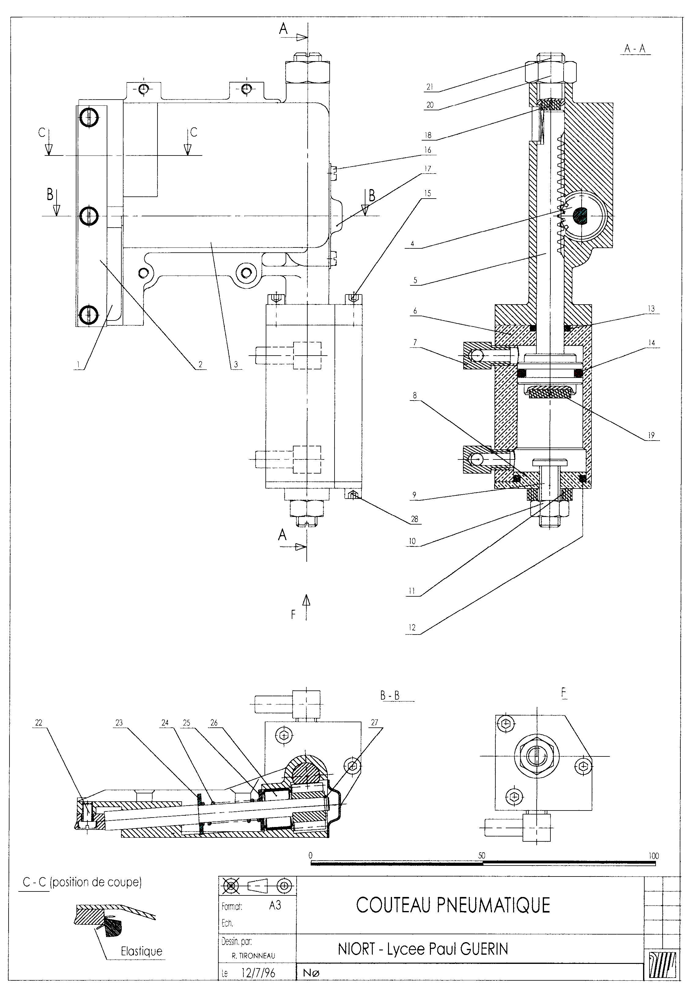 A
A - A
21
20
18
C
C
16
17
B
B
15
4
5
6
13
7
14
1
2
3
8
19
9
28
A
10
11
F
12
B - B
F
22
23
24
25
26
27
0
50
100
C - C (position de coupe)
Elastique
Format: A3
Ech.
COUTEAU PNEUMATIQUE
Dessin. par:
R. TIRONNEAU
NIORT - Lycee Paul GUERIN
Le 12/7/96
Nø